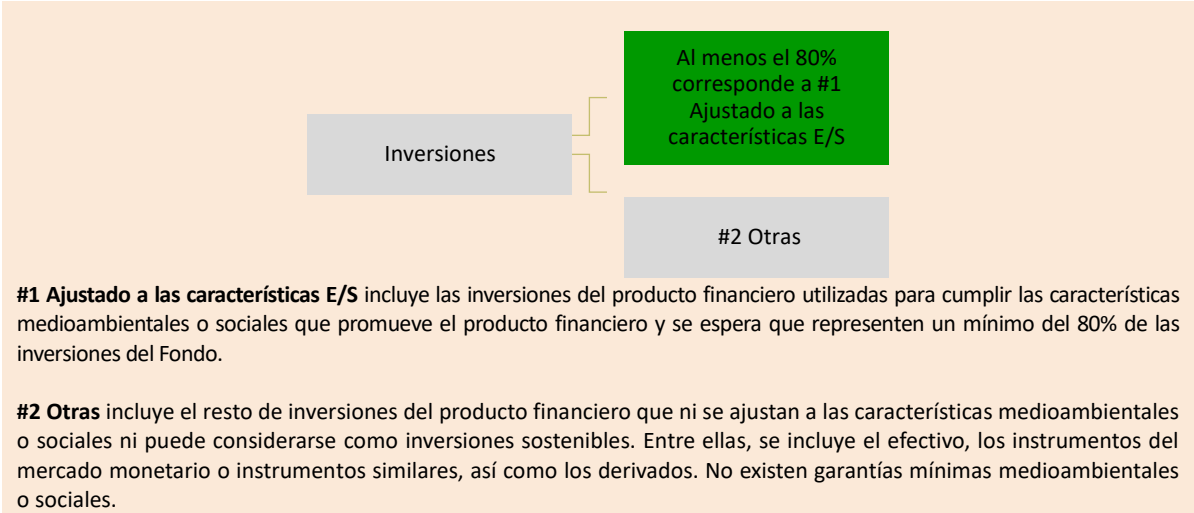 Al menos el 80%
corresponde a #1
Ajustado a las
características E/S
Inversiones
#2 Otras
#1 Ajustado a las características E/S incluye las inversiones del producto financiero utilizadas para cumplir las características
medioambientales o sociales que promueve el producto financiero y se espera que representen un mínimo del 80% de las
inversiones del Fondo.
#2 Otras incluye el resto de inversiones del producto financiero que ni se ajustan a las características medioambientales
o sociales ni puede considerarse como inversiones sostenibles. Entre ellas, se incluye el efectivo, los instrumentos del
mercado monetario o instrumentos similares, así como los derivados. No existen garantías mínimas medioambientales
o sociales.